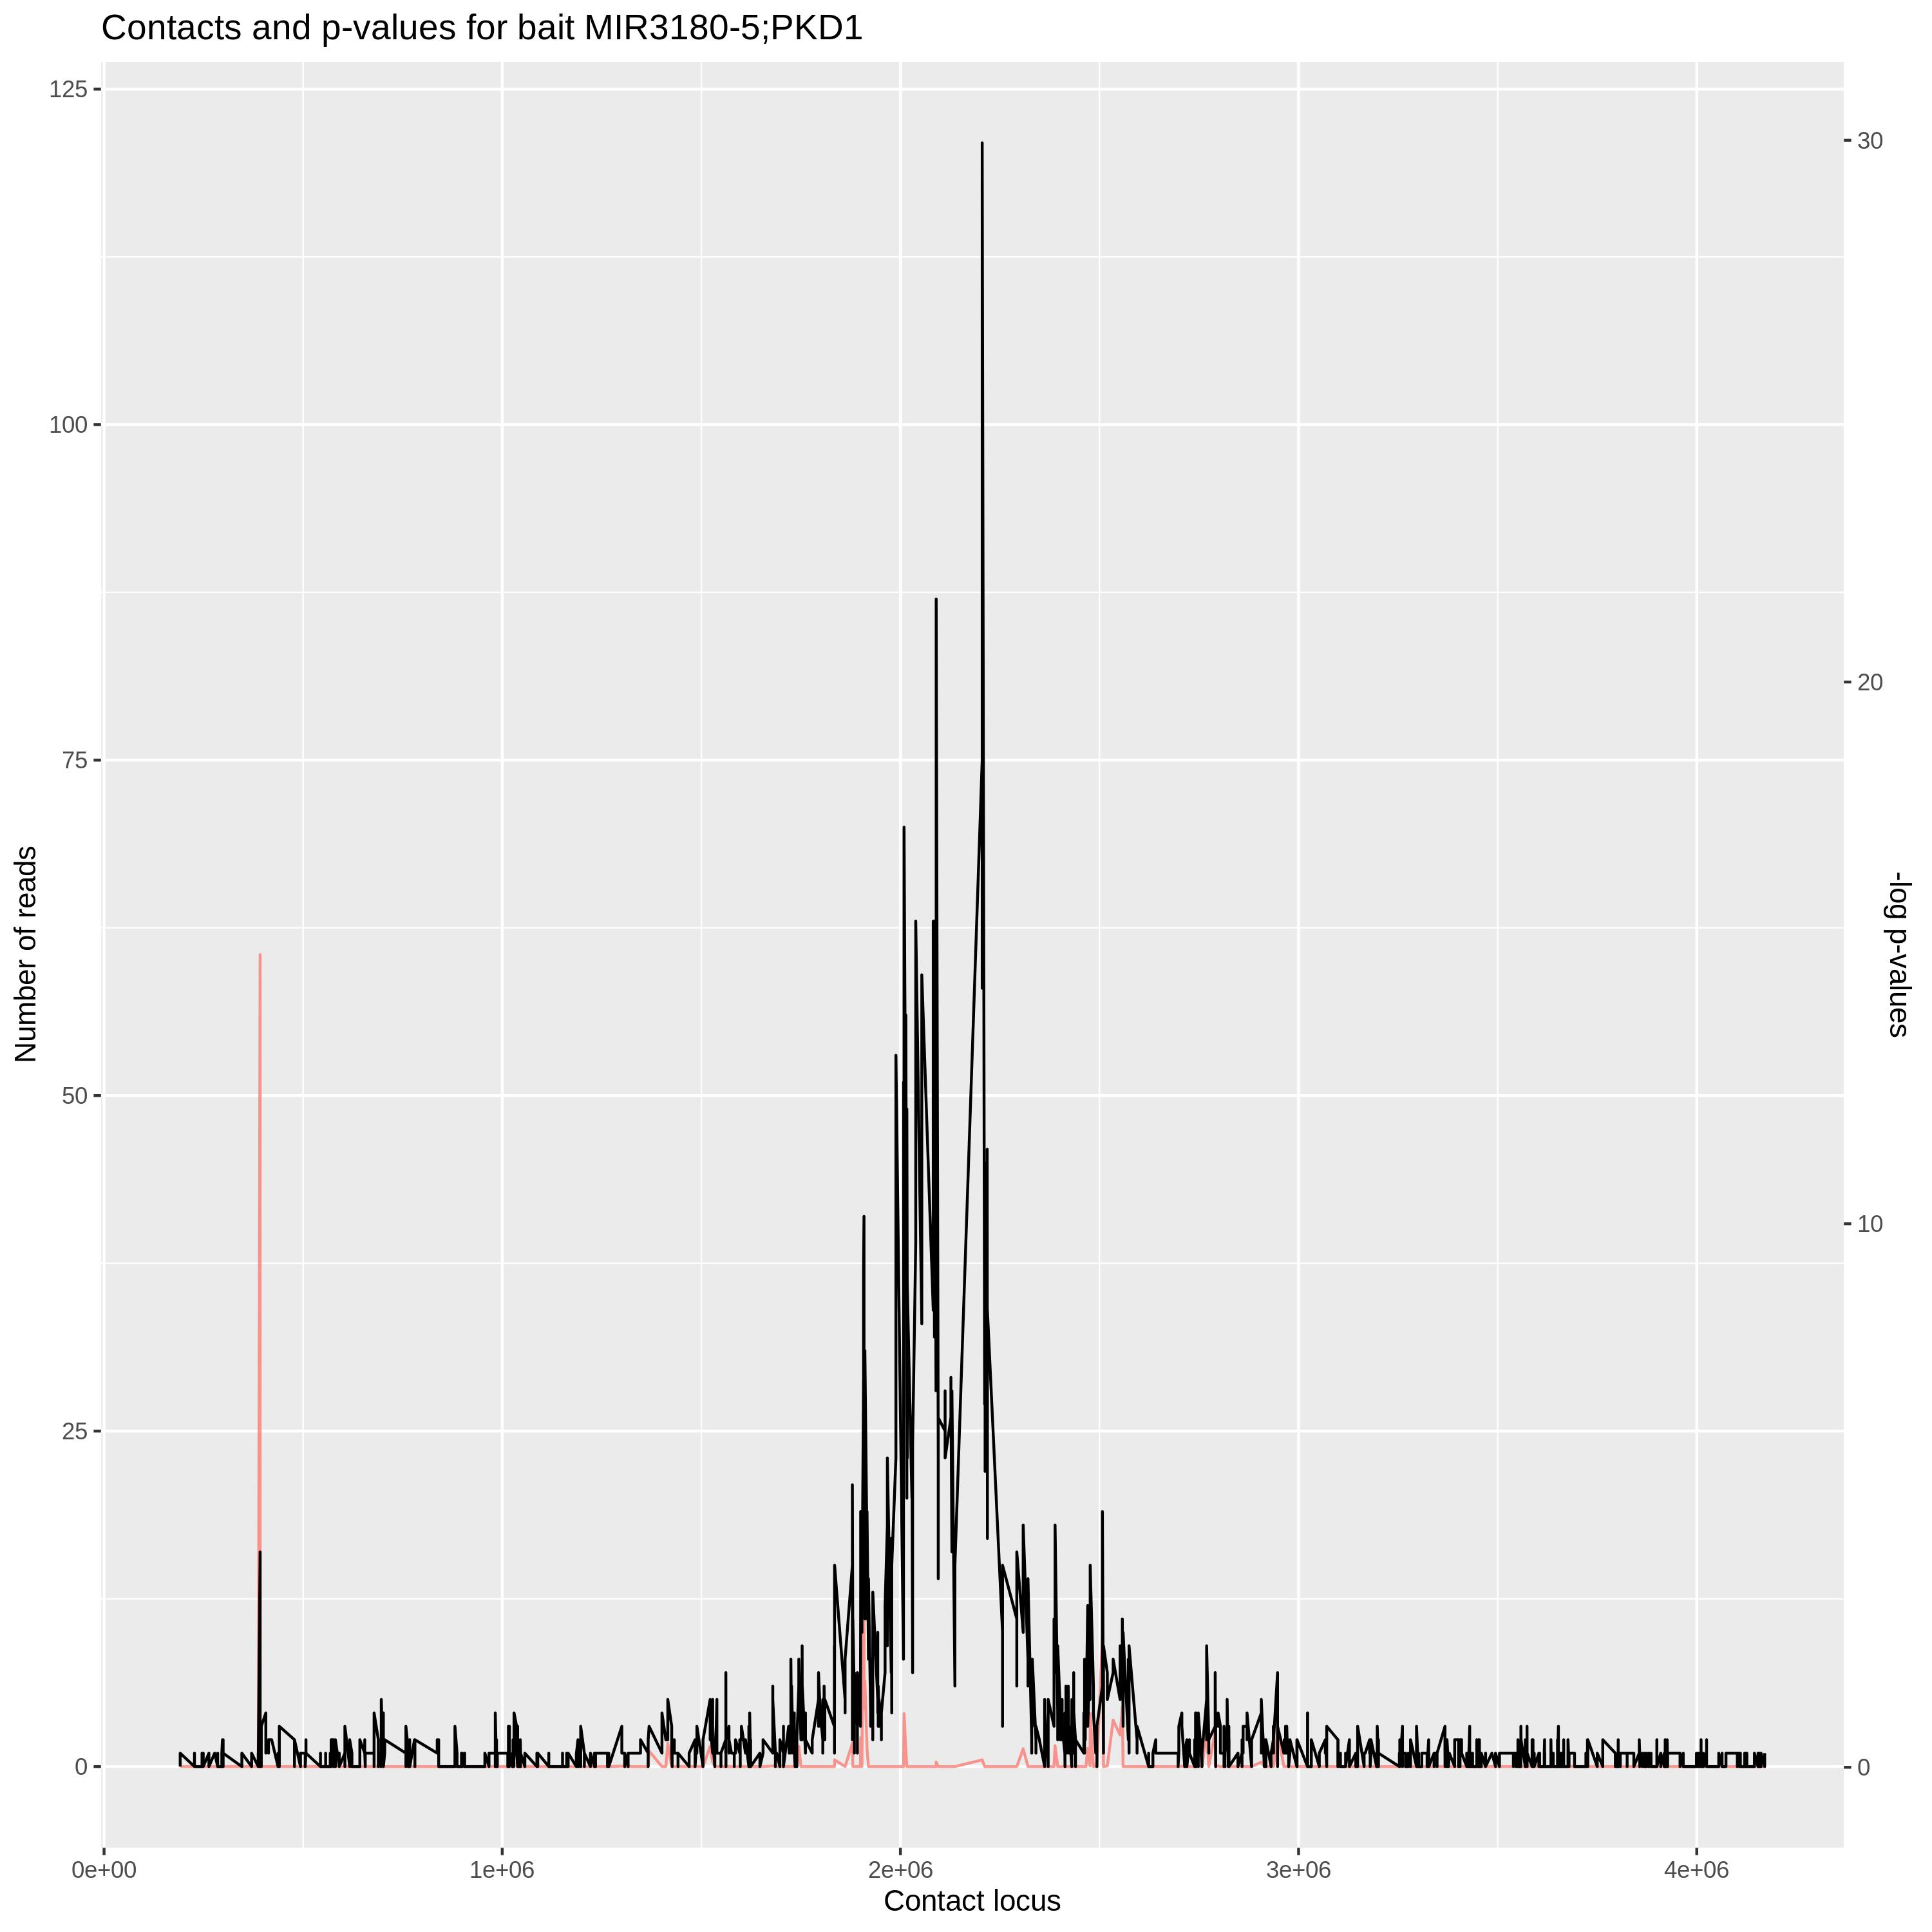 Contacts and p-values for bait MIR3180-5;PKD1
125
100
75
50
25
0
30
20
10
0
Number of reads
-log p-values
0e+00
1e+06
2e+06
3e+06
4e+06
Contact locus